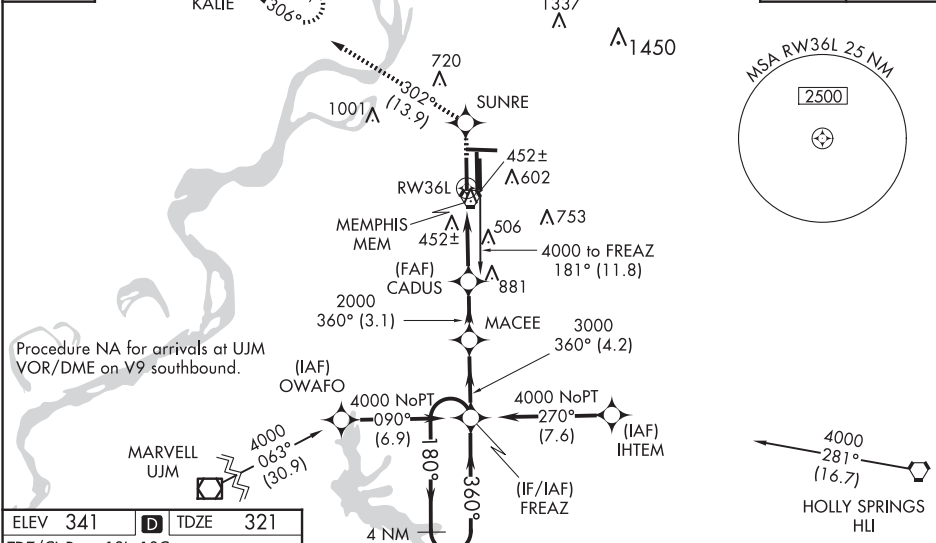 KALIE
306°
1337
1450
MSA RW36L 25 NM
2500
720
302°
(13.9)
SUNRE
1001
452±
602
RW36L
MEMPHIS
MEM
452±
506
753
4000 to FREAZ
181° (11.8)
(FAF)
CADUS
881
2000
360° (3.1)
MACEE
3000
360° (4.2)
Procedure NA for arrivals at UJM
VOR/DME on V9 southbound.
(IAF)
OWAFO
4000 NoPT
090°
(6.9)
4000 NoPT
270°
(7.6)
(IAF)
IHTEM
MARVELL
UJM
4000
063°
(30.9)
180°
360°
(IF/IAF)
FREAZ
4000
281°
(16.7)
HOLLY SPRINGS
HLI
4 NM
ELEV 341
D
TDZE 321